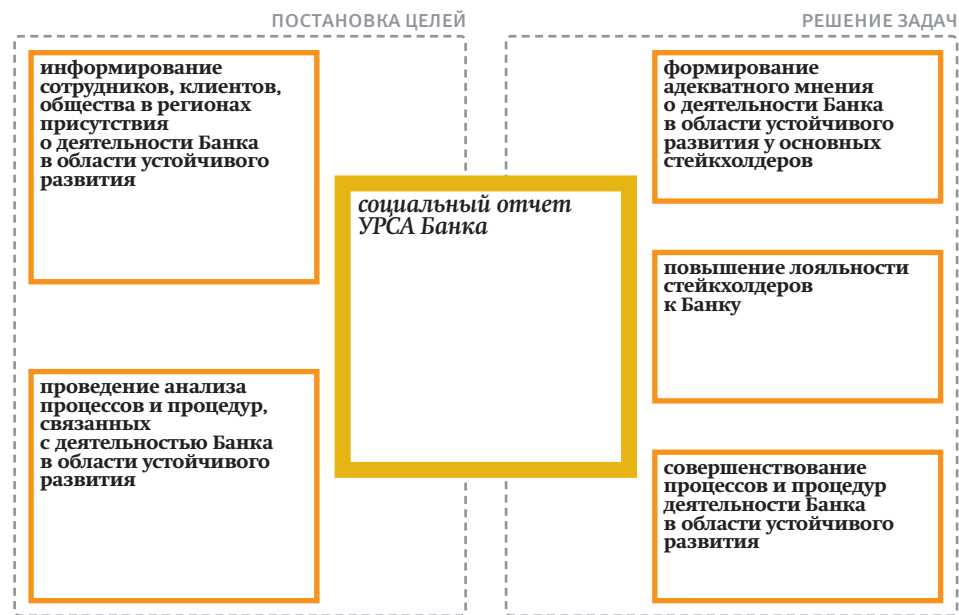 ПОСТАНОВКА ЦЕЛЕЙ
информирование
сотрудников, клиентов,
общества в регионах
присутствия
о деятельности Банка
в области устойчивого
развития
проведение анализа
процессов и процедур,
связанных
с деятельностью Банка
в области устойчивого
развития
социальный отчет
УРСА Банка
РЕШЕНИЕ ЗАДАЧ
формирование
адекватного мнения
о деятельности Банка
в области устойчивого
развития у основных
стейкхолдеров
повышение лояльности
стейкхолдеров
к Банку
совершенствование
процессов и процедур
деятельности Банка
в области устойчивого
развития